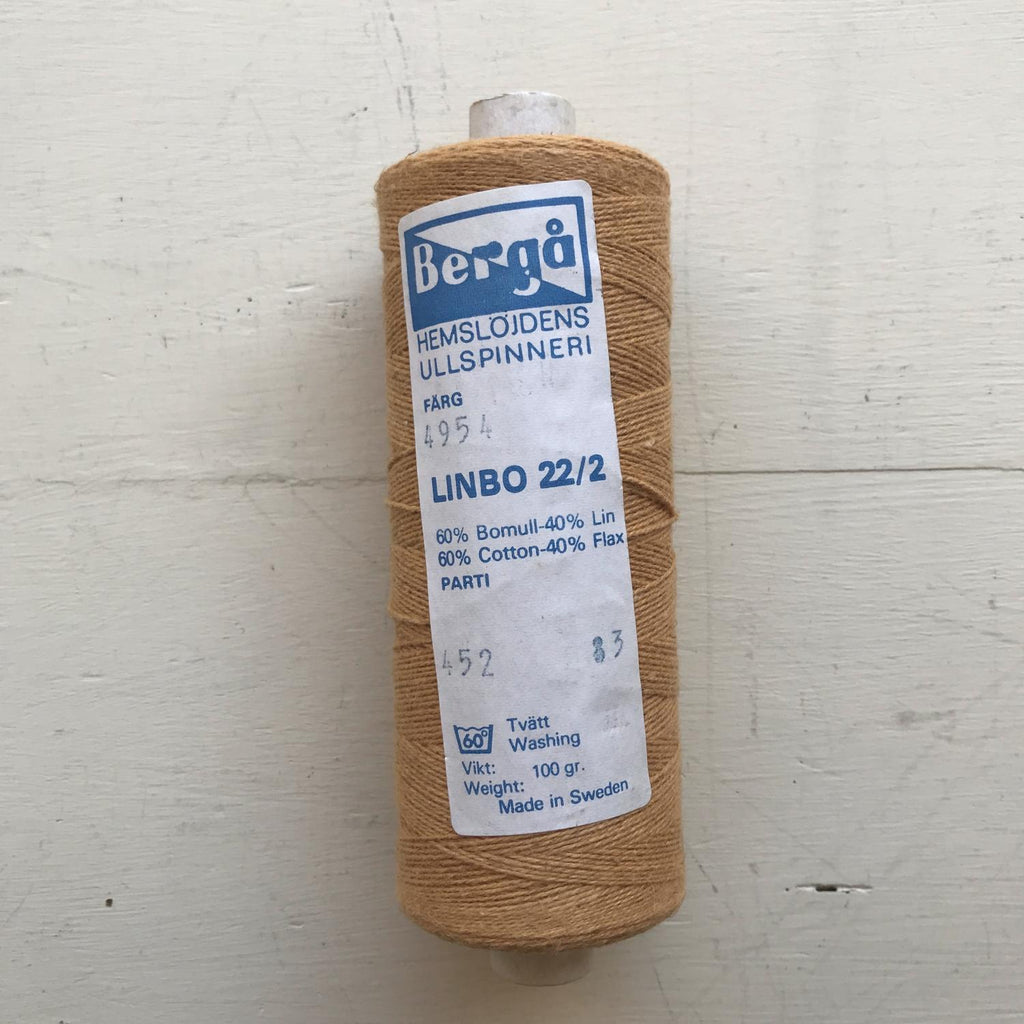 Bergå
HEMSLÖJDENS
ULLSPINNERI
FÄRG
4954
LINBO 22/2
60% Bomull-40% Lin
60% Cotton-40% Flax
PARTI
452 83
60° Tvätt
Washing
Vikt: 100 gr.
Weight:
Made in Sweden